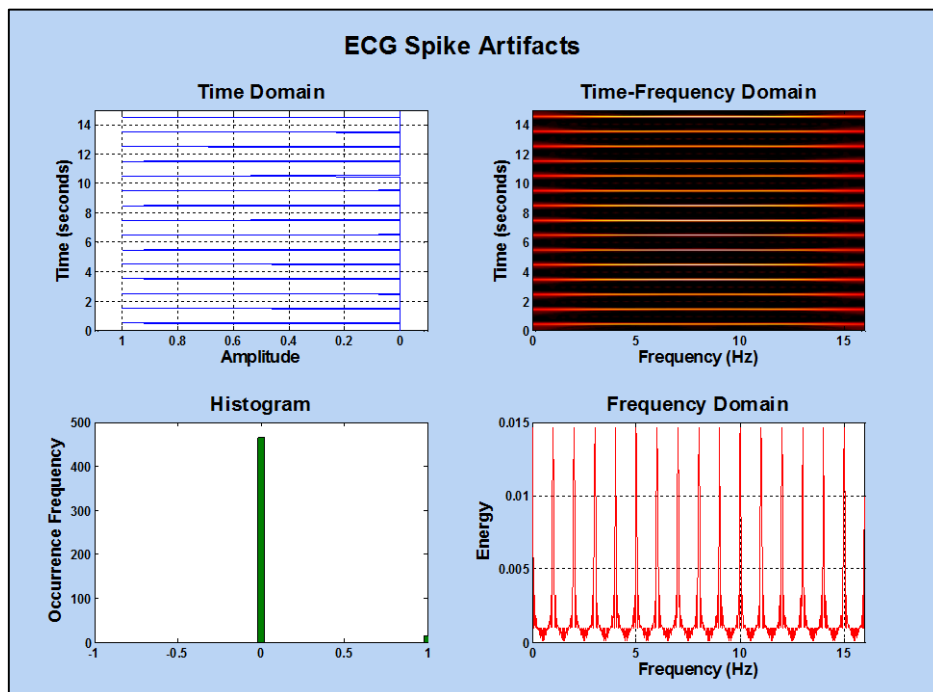 ECG Spike Artifacts
Time Domain
Time (seconds)
14
12
10
8
6
4
2
0
1 0.8 0.6 0.4 0.2 0
Amplitude
Time-Frequency Domain
Time (seconds)
14
12
10
8
6
4
2
0
0 5 10 15
Frequency (Hz)
Histogram
Occurrence Frequency
500
400
300
200
100
0
-1 -0.5 0 0.5 1
Frequency Domain
Energy
0.015
0.01
0.005
0
0 5 10 15
Frequency (Hz)